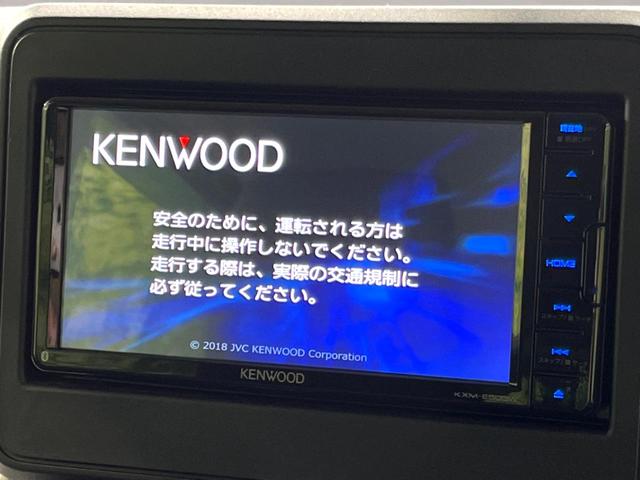 KENWOOD
安全のために、運転される方は
走行中に操作しないでください。
走行する際は、実際の交通規制に
必ず従ってください。
© 2018 JVC KENWOOD Corporation
KENWOOD
現在地
HOME